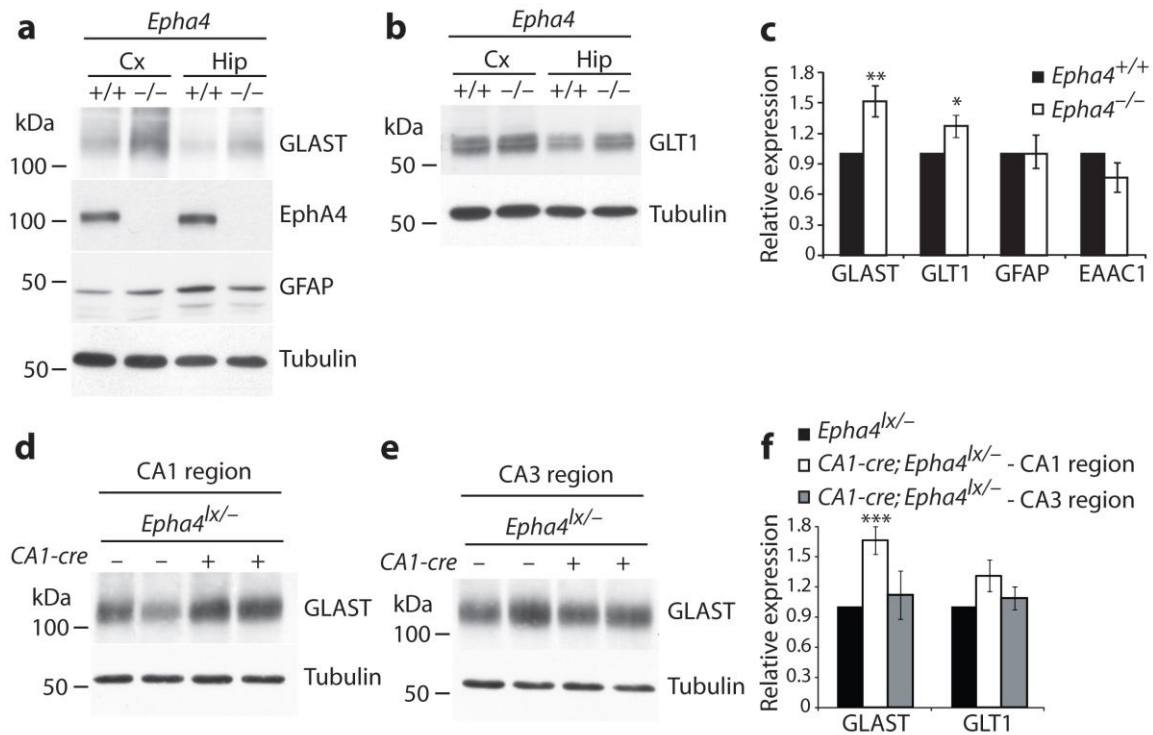 a
Epha4
Cx Hip
+/+ −/− +/+ −/−
kDa
GLAST
100
EphA4
100
50
GFAP
Tubulin
50
b
Epha4
Cx Hip
+/+ −/− +/+ −/−
kDa
GLT1
50
Tubulin
50
c
Epha4+/+
Epha4−/−
Relative expression
1.8
1.5
1.2
0.9
0.6
0.3
0
**
*
GLAST GLT1 GFAP EAAC1
d
CA1 region
Epha4lx/−
CA1-cre − − + +
kDa
GLAST
100
Tubulin
50
e
CA3 region
Epha4lx/−
CA1-cre − − + +
kDa
GLAST
100
Tubulin
50
f
Epha4lx/−
CA1-cre; Epha4lx/− - CA1 region
CA1-cre; Epha4lx/− - CA3 region
Relative expression
1.8
1.5
1.2
0.9
0.6
0.3
0
***
GLAST GLT1